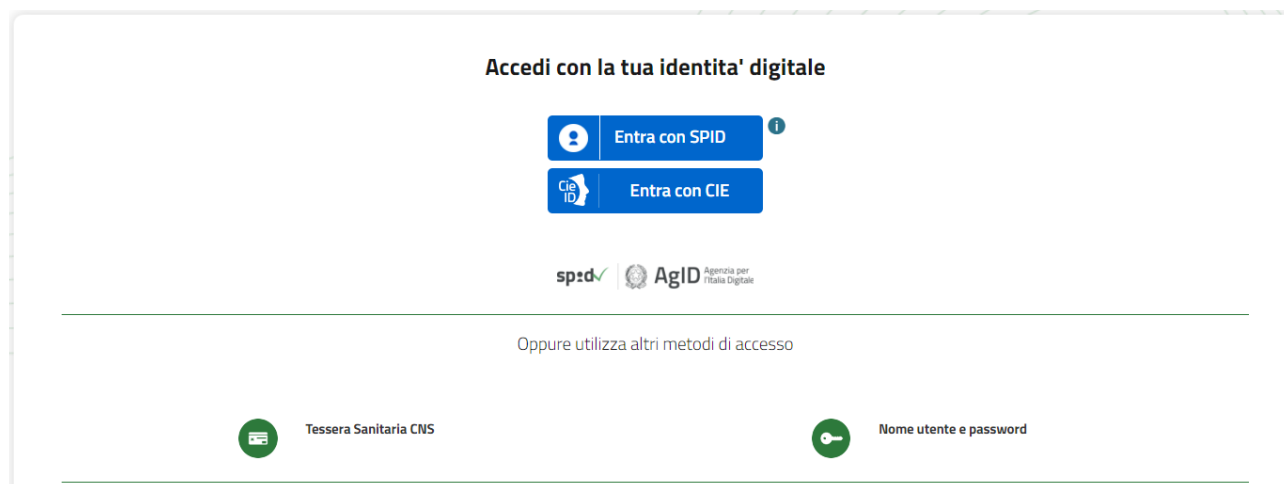 Accedi con la tua identita' digitale
Entra con SPID
i
Cie
ID
Entra con CIE
spid
AgID
Agenzia per
l'Italia Digitale
Oppure utilizza altri metodi di accesso
Tessera Sanitaria CNS
Nome utente e password